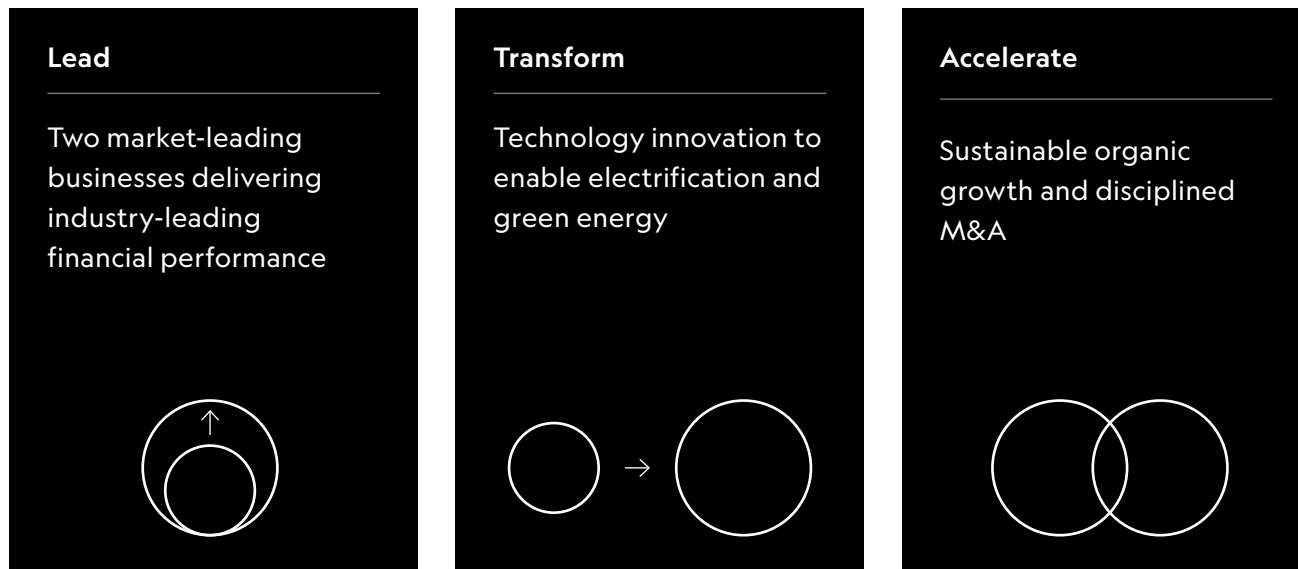 Lead
Two market-leading
businesses delivering
industry-leading
financial performance
Transform
Technology innovation to
enable electrification and
green energy
Accelerate
Sustainable organic
growth and disciplined
M&A